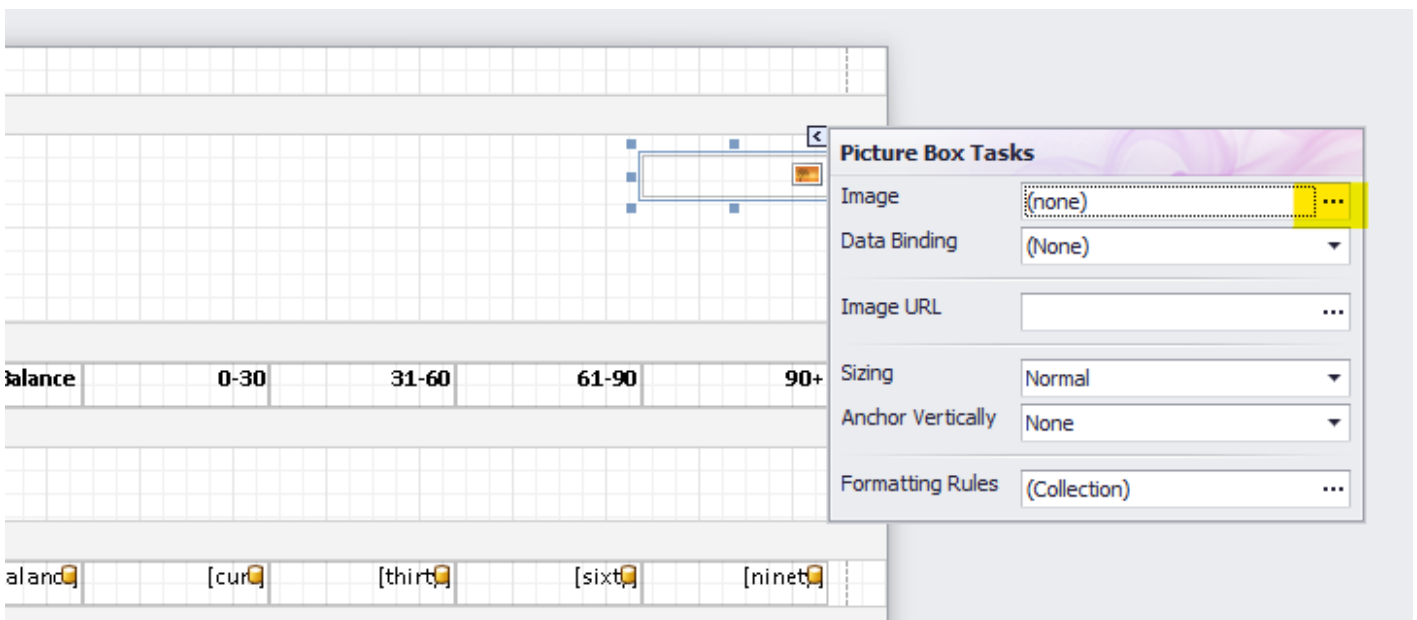 Picture Box Tasks
Image (none) ...
Data Binding (None)
Image URL ...
Balance 0-30 31-60 61-90 90+
Sizing Normal
Anchor Vertically None
Formatting Rules (Collection) ...
alanc [cur [thirt [sixt [ninet